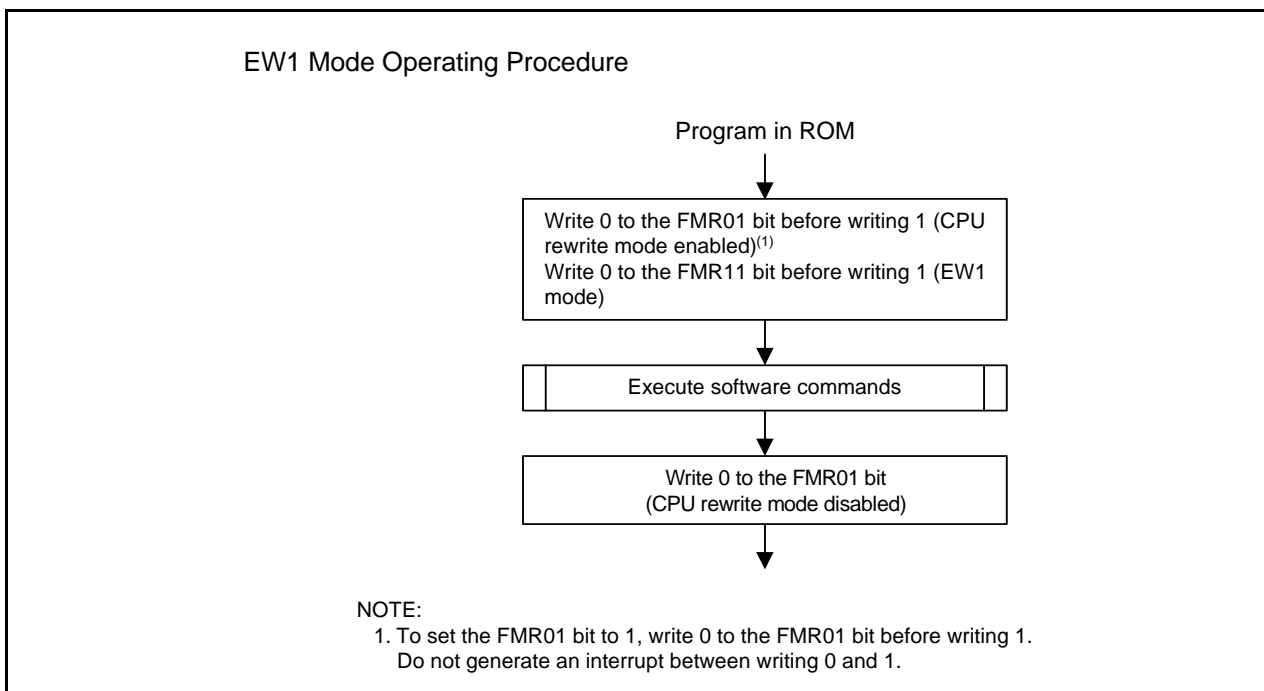 EW1 Mode Operating Procedure
Program in ROM
Write 0 to the FMR01 bit before writing 1 (CPU
rewrite mode enabled)(1)
Write 0 to the FMR11 bit before writing 1 (EW1
mode)
Execute software commands
Write 0 to the FMR01 bit
(CPU rewrite mode disabled)
NOTE:
1. To set the FMR01 bit to 1, write 0 to the FMR01 bit before writing 1.
Do not generate an interrupt between writing 0 and 1.